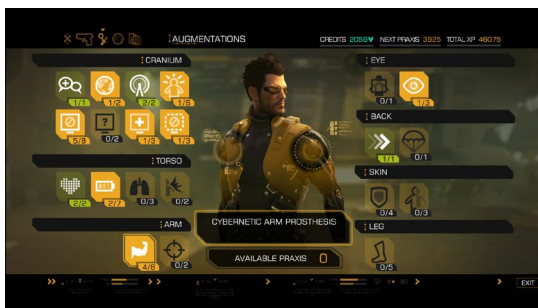 AUGMENTATIONS
CREDITS 2059 NEXT PRAXIS 3925 TOTAL XP 46075
CRANIUM
1/1 1/2 2/2 1/6
5/8 ? 0/2 1/3 1/3
TORSO
2/2 2/7 0/3 0/2
ARM
4/8 0/2
EYE
0/1 1/3
BACK
1/1 0/1
SKIN
0/4 0/3
LEG
0/5
CYBERNETIC ARM PROSTHESIS
AVAILABLE PRAXIS 0
EXIT